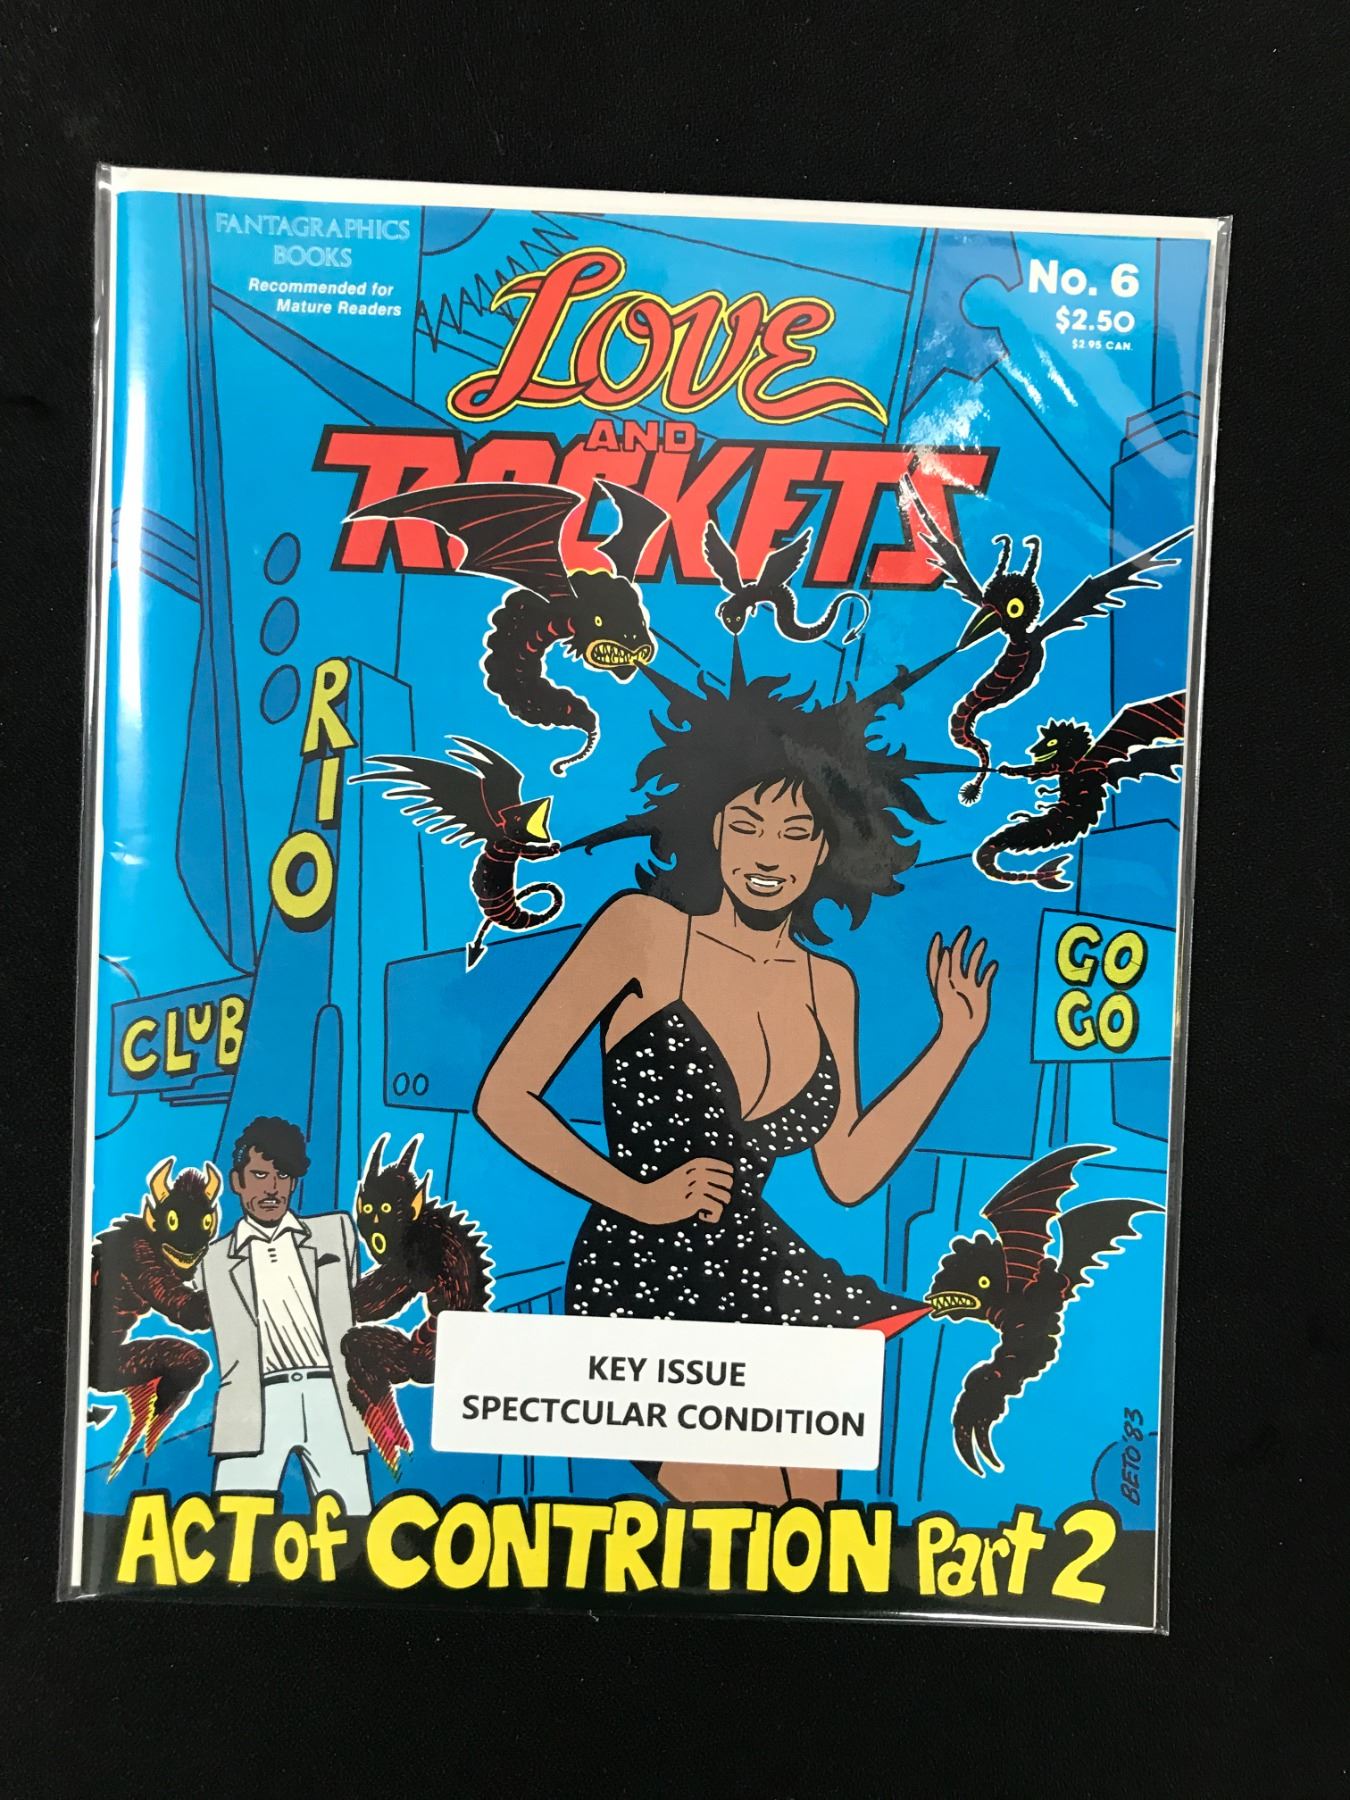 FANTAGRAPHICS
BOOKS
Recommended for
Mature Readers
No. 6
$2.50
$2.95 CAN.
LOVE
AND
ROCKETS
RIO
CLUB
GO
GO
KEY ISSUE
SPECTCULAR CONDITION
BETO '83
ACT of CONTRITION Part 2